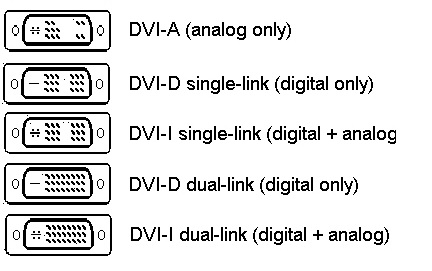 DVI-A (analog only)
DVI-D single-link (digital only)
DVI-I single-link (digital + analog
DVI-D dual-link (digital only)
DVI-I dual-link (digital + analog)